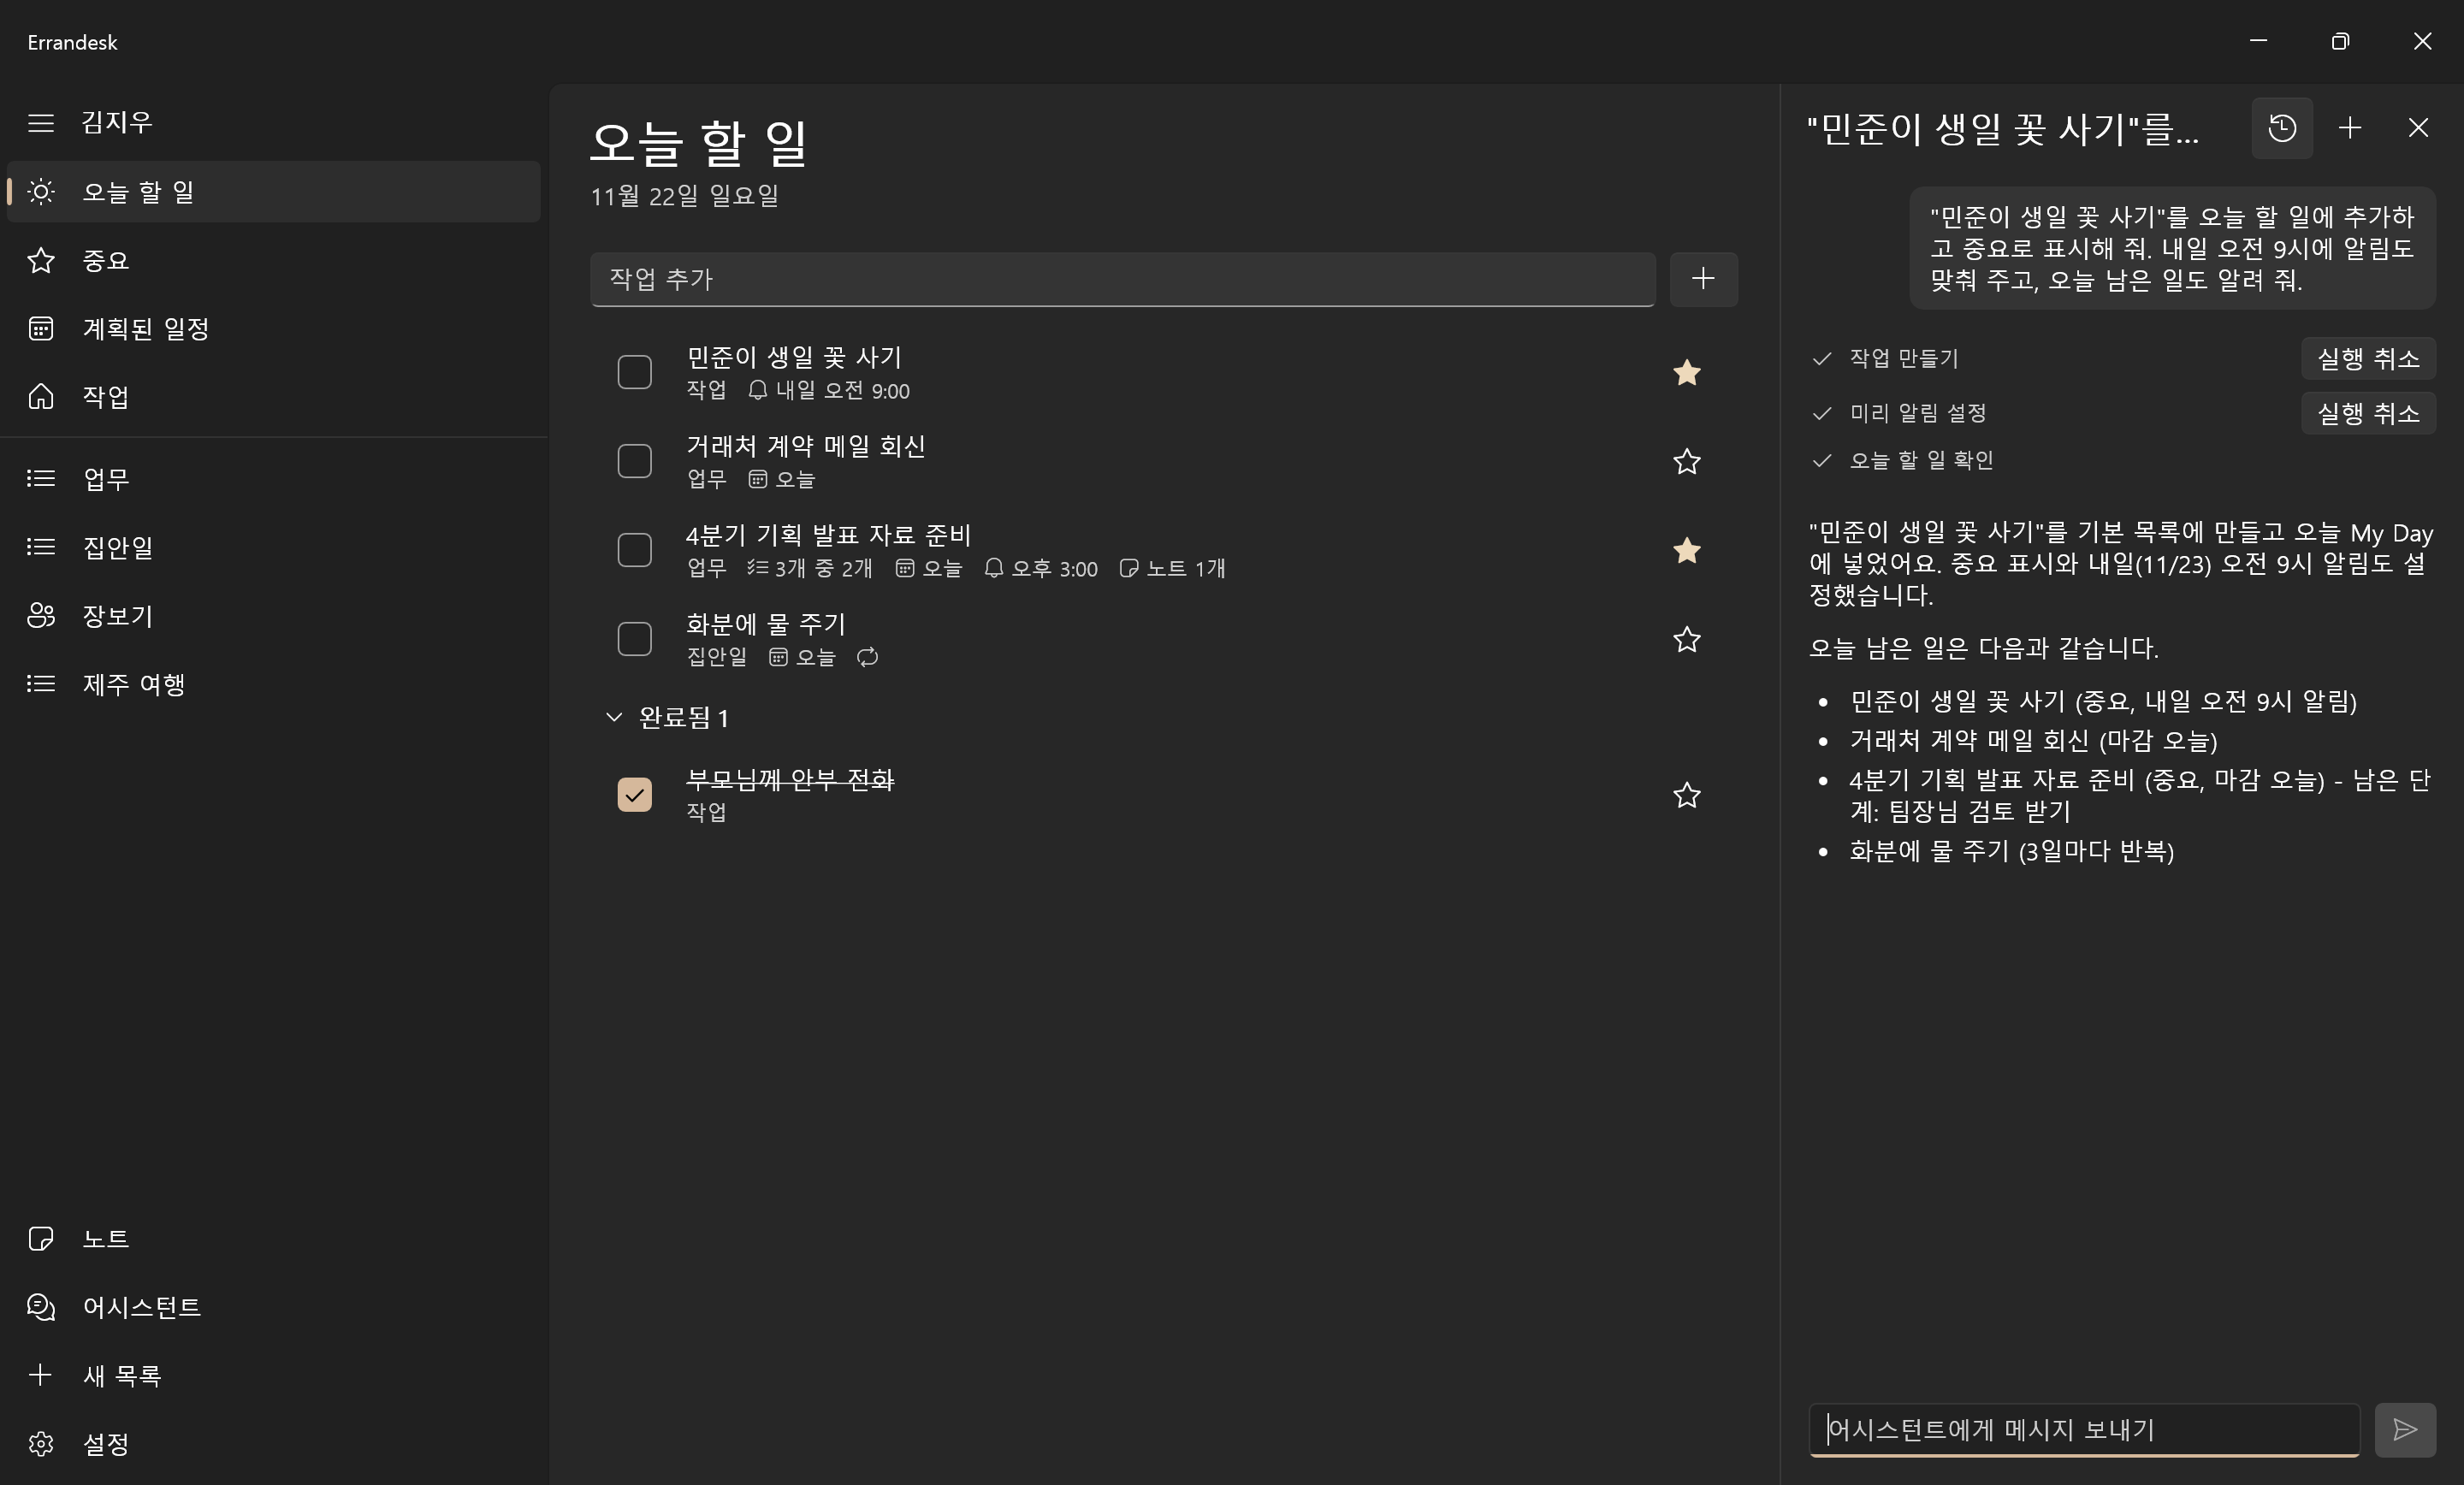 Errandesk
김지우
오늘 할 일
중요
계획된 일정
작업
업무
집안일
장보기
제주 여행
노트
어시스턴트
새 목록
설정
오늘 할 일
11월 22일 일요일
작업 추가
민준이 생일 꽃 사기
작업 내일 오전 9:00
거래처 계약 메일 회신
업무 오늘
4분기 기획 발표 자료 준비
업무 3개 중 2개 오늘 오후 3:00 노트 1개
화분에 물 주기
집안일 오늘
완료됨 1
부모님께 안부 전화
작업
"민준이 생일 꽃 사기"를...
"민준이 생일 꽃 사기"를 오늘 할 일에 추가하
고 중요로 표시해 줘. 내일 오전 9시에 알림도
맞춰 주고, 오늘 남은 일도 알려 줘.
작업 만들기 실행 취소
미리 알림 설정 실행 취소
오늘 할 일 확인
"민준이 생일 꽃 사기"를 기본 목록에 만들고 오늘 My Day
에 넣었어요. 중요 표시와 내일(11/23) 오전 9시 알림도 설
정했습니다.
오늘 남은 일은 다음과 같습니다.
• 민준이 생일 꽃 사기 (중요, 내일 오전 9시 알림)
• 거래처 계약 메일 회신 (마감 오늘)
• 4분기 기획 발표 자료 준비 (중요, 마감 오늘) - 남은 단
계: 팀장님 검토 받기
• 화분에 물 주기 (3일마다 반복)
어시스턴트에게 메시지 보내기